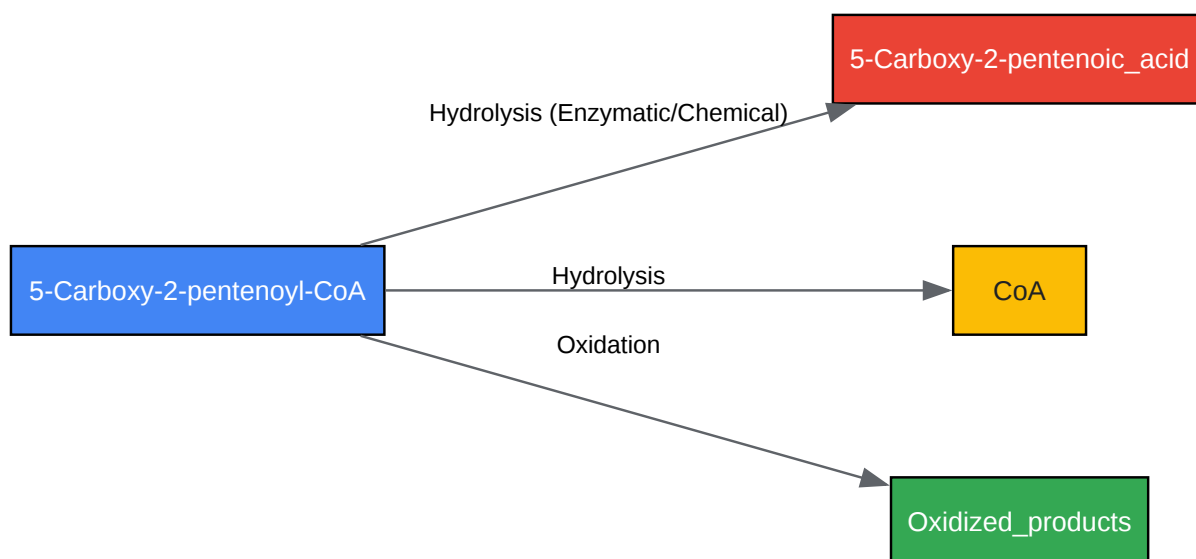 5-Carboxy-2-pentenoic_acid
Hydrolysis (Enzymatic/Chemical)
5-Carboxy-2-pentenoyl-CoA
Hydrolysis
CoA
Oxidation
Oxidized_products